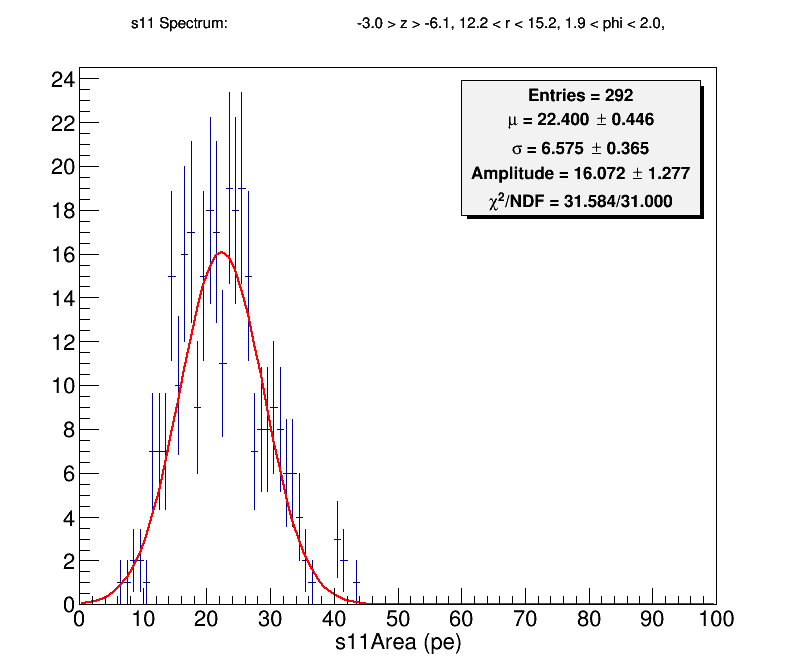 s11 Spectrum: -3.0 > z > -6.1, 12.2 < r < 15.2, 1.9 < phi < 2.0,
Entries = 292
μ = 22.400 ± 0.446
σ = 6.575 ± 0.365
Amplitude = 16.072 ± 1.277
χ²/NDF = 31.584/31.000
24
22
20
18
16
14
12
10
8
6
4
2
0
0 10 20 30 40 50 60 70 80 90 100
s11Area (pe)